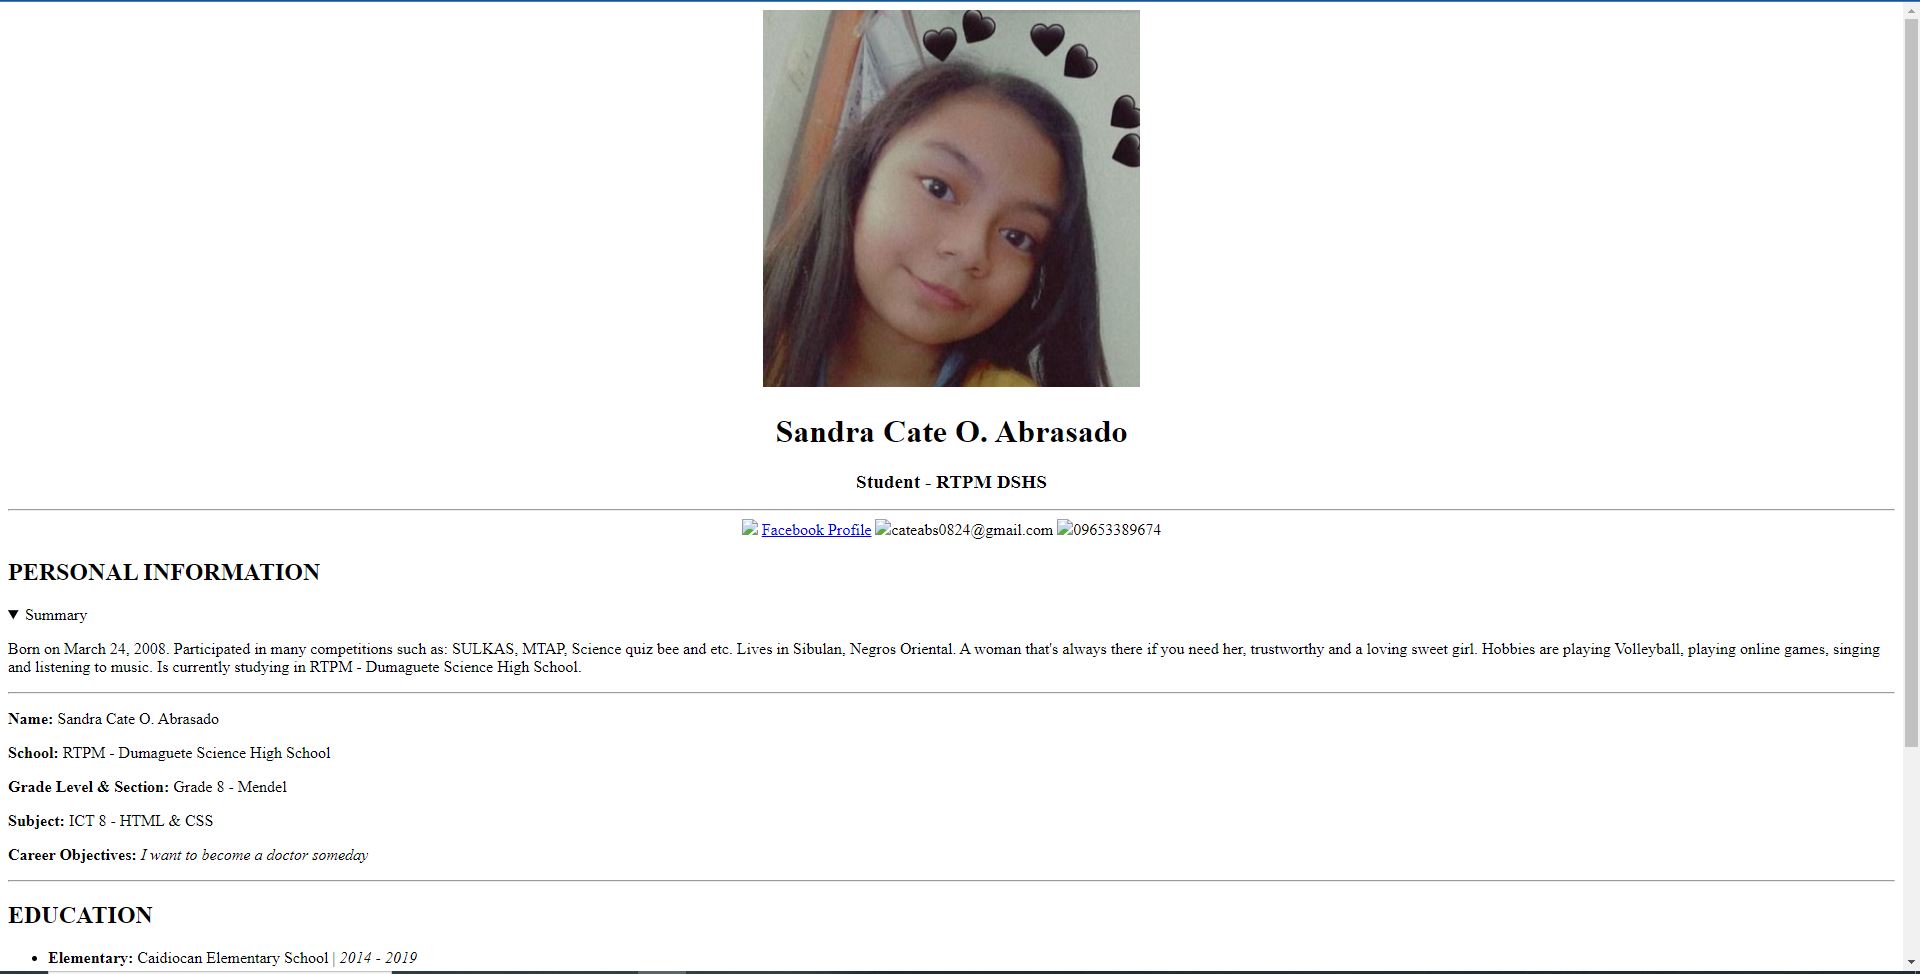 Sandra Cate O. Abrasado
Student - RTPM DSHS
Facebook Profile cateabs0824@gmail.com 09653389674
PERSONAL INFORMATION
▼ Summary
Born on March 24, 2008. Participated in many competitions such as: SULKAS, MTAP, Science quiz bee and etc. Lives in Sibulan, Negros Oriental. A woman that's always there if you need her, trustworthy and a loving sweet girl. Hobbies are playing Volleyball, playing online games, singing
and listening to music. Is currently studying in RTPM - Dumaguete Science High School.
Name: Sandra Cate O. Abrasado
School: RTPM - Dumaguete Science High School
Grade Level & Section: Grade 8 - Mendel
Subject: ICT 8 - HTML & CSS
Career Objectives: I want to become a doctor someday
EDUCATION
• Elementary: Caidiocan Elementary School | 2014 - 2019